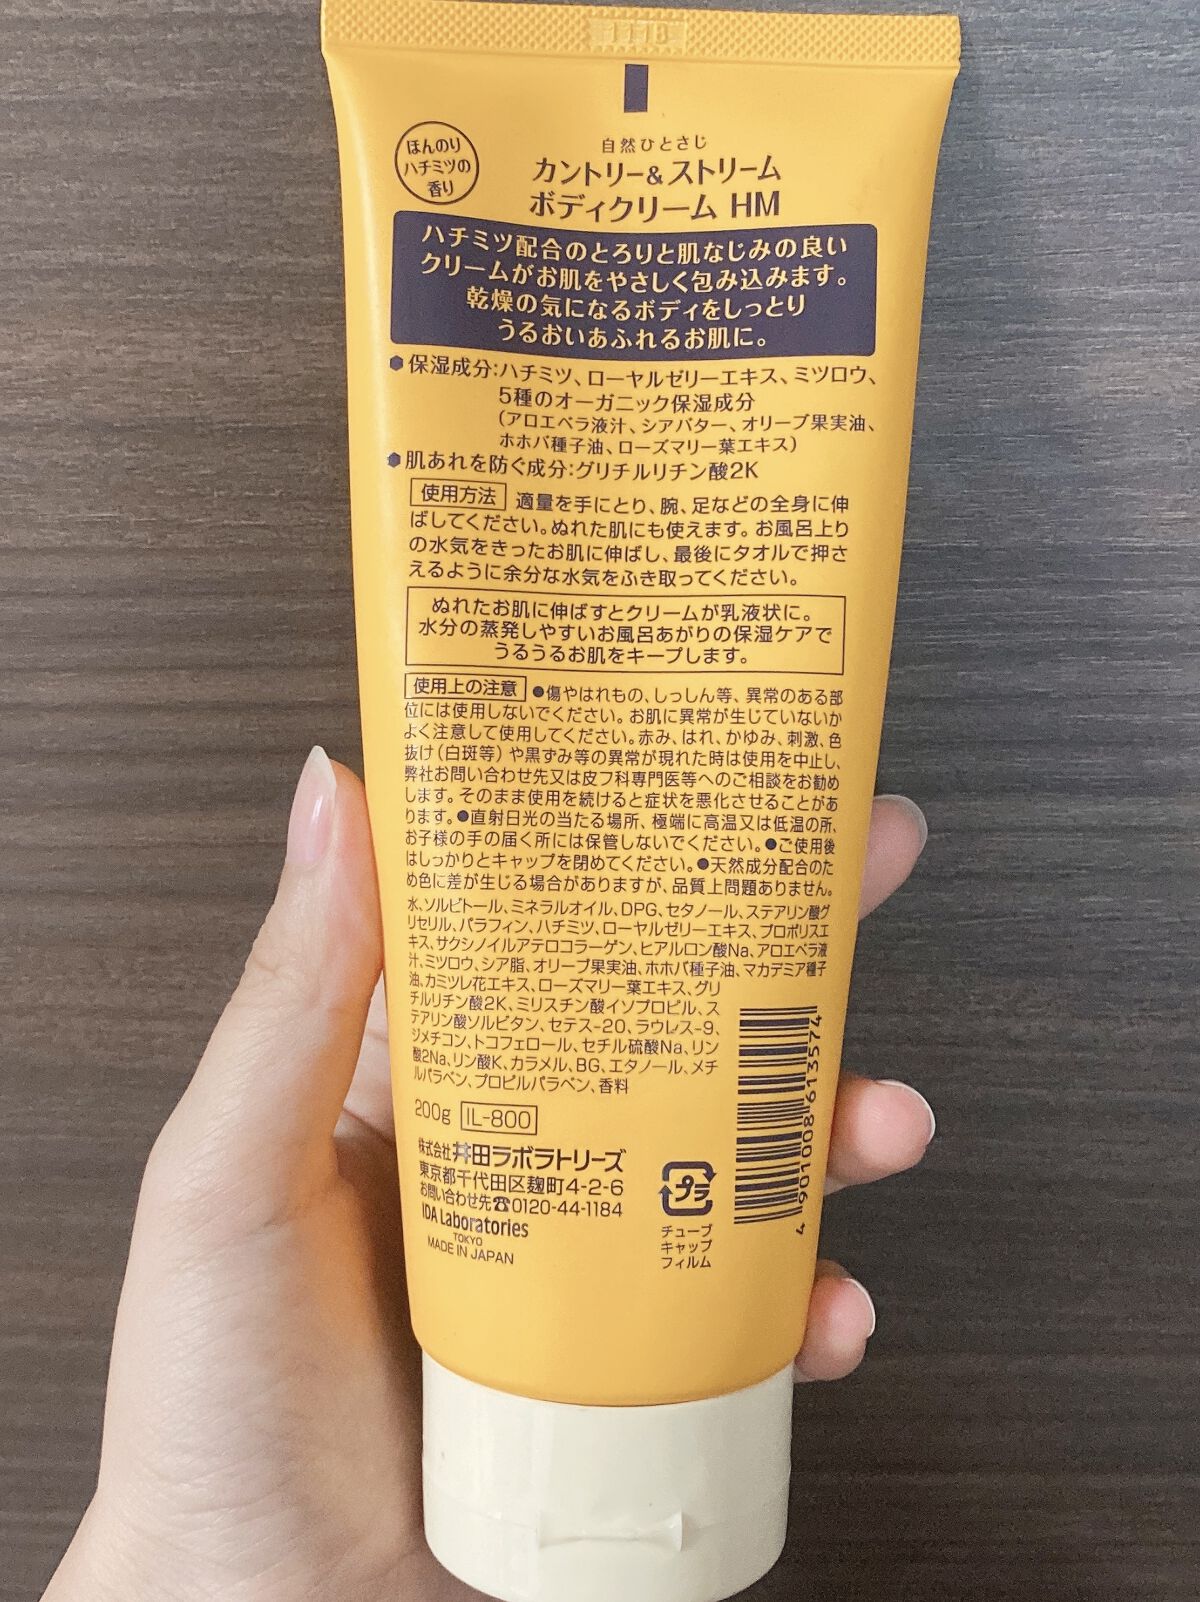 ほんのり
ハチミツの
香り
自然ひとさじ
カントリー&ストリーム
ボディクリーム HM
ハチミツ配合のとろりと肌なじみの良い
クリームがお肌をやさしく包み込みます。
乾燥の気になるボディをしっとり
うるおいあふれるお肌に。
●保湿成分:ハチミツ、ローヤルゼリーエキス、ミツロウ、
5種のオーガニック保湿成分
(アロエベラ液汁、シアバター、オリーブ果実油、
ホホバ種子油、ローズマリー葉エキス)
●肌あれを防ぐ成分:グリチルリチン酸2K
使用方法 適量を手にとり、腕、足などの全身に伸
ばしてください。ぬれた肌にも使えます。お風呂上り
の水気をきったお肌に伸ばし、最後にタオルで押さ
えるように余分な水気をふき取ってください。
ぬれたお肌に伸ばすとクリームが乳液状に。
水分の蒸発しやすいお風呂あがりの保湿ケアで
うるうるお肌をキープします。
使用上の注意 ●傷やはれもの、しっしん等、異常のある部
位には使用しないでください。お肌に異常が生じていないか
よく注意して使用してください。赤み、はれ、かゆみ、刺激、色
抜け(白斑等)や黒ずみ等の異常が現れた時は使用を中止し、
弊社お問い合わせ先又は皮フ科専門医等へのご相談をお勧め
します。そのまま使用を続けると症状を悪化させることがあ
ります。●直射日光の当たる場所、極端に高温又は低温の所、
お子様の手の届く所には保管しないでください。●ご使用後
はしっかりとキャップを閉めてください。●天然成分配合のた
め色に差が生じる場合がありますが、品質上問題ありません。
水、ソルビトール、ミネラルオイル、DPG、セタノール、ステアリン酸グ
リセリル、パラフィン、ハチミツ、ローヤルゼリーエキス、プロポリスエ
キス、サクシノイルアテロコラーゲン、ヒアルロン酸Na、アロエベラ液
汁、ミツロウ、シア脂、オリーブ果実油、ホホバ種子油、マカデミア種子
油、カミツレ花エキス、ローズマリー葉エキス、グリ
チルリチン酸2K、ミリスチン酸イソプロピル、ス
テアリン酸ソルビタン、セテス-20、ラウレス-9、
ジメチコン、トコフェロール、セチル硫酸Na、リン
酸2Na、リン酸K、カラメル、BG、エタノール、メチ
ルパラベン、プロピルパラベン、香料
200g IL-800
株式会社井田ラボラトリーズ
東京都千代田区麹町4-2-6
お問い合わせ先☎0120-44-1184
IDA Laboratories
TOKYO
MADE IN JAPAN
プラ
チューブ
キャップ
フィルム
4 901008 613574